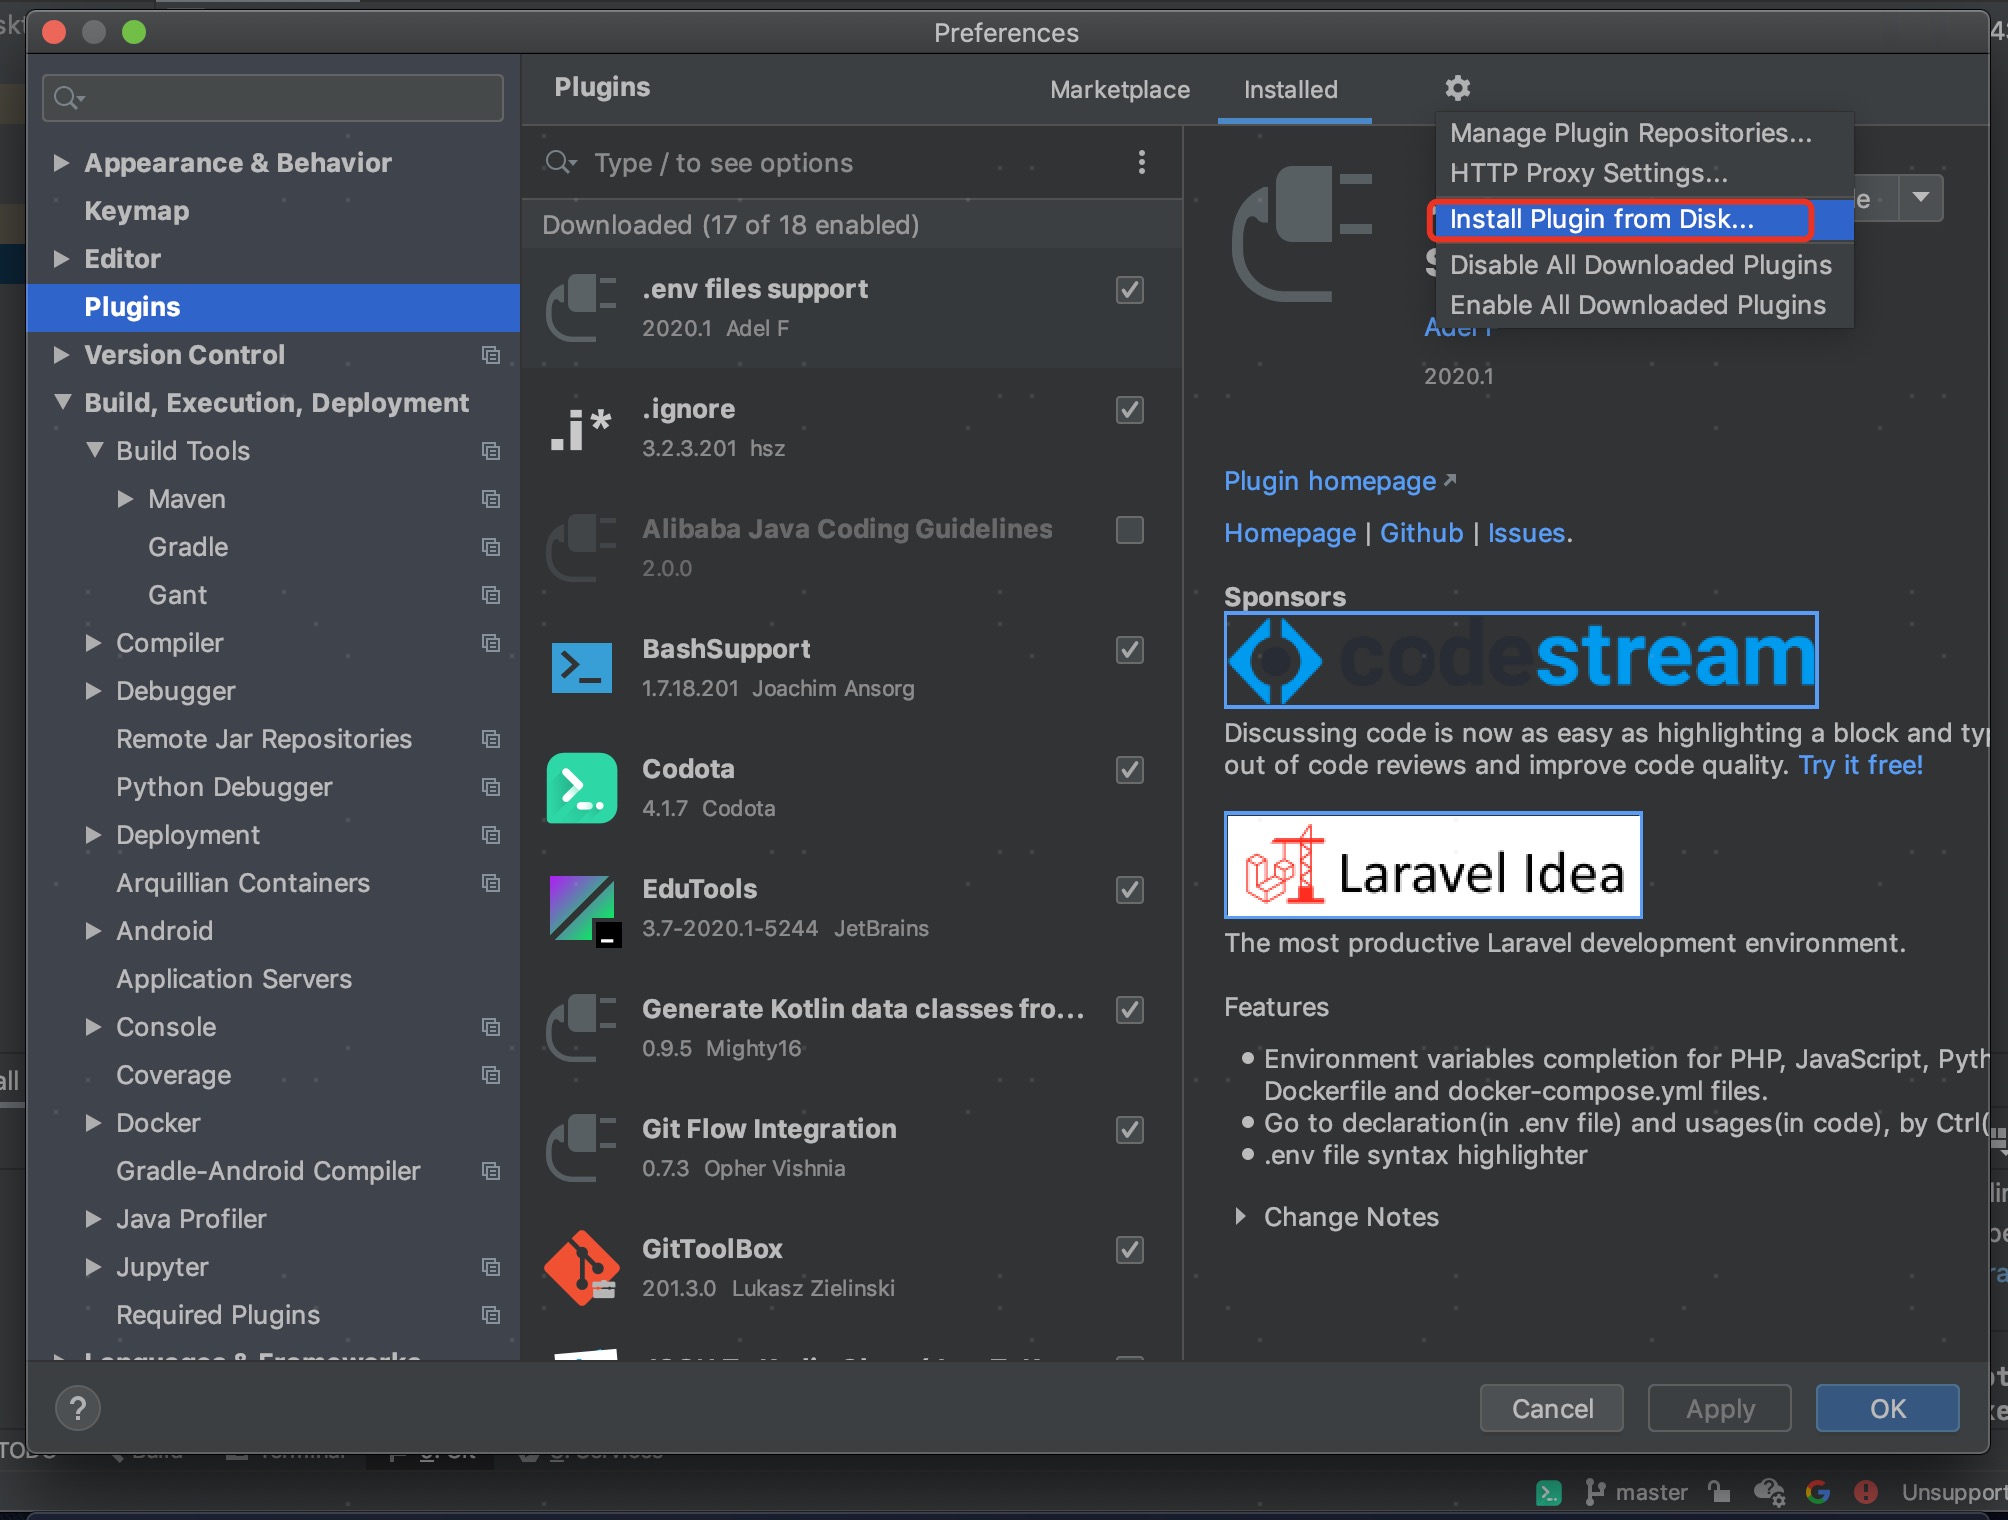 Preferences
Plugins
Marketplace
Installed
Appearance & Behavior
Keymap
Editor
Plugins
Version Control
Build, Execution, Deployment
Build Tools
Maven
Gradle
Gant
Compiler
Debugger
Remote Jar Repositories
Python Debugger
Deployment
Arquillian Containers
Android
Application Servers
Console
Coverage
Docker
Gradle-Android Compiler
Java Profiler
Jupyter
Required Plugins
Languages & Frameworks
Type / to see options
Downloaded (17 of 18 enabled)
.env files support
2020.1 Adel F
.i*
.ignore
3.2.3.201 hsz
Alibaba Java Coding Guidelines
2.0.0
BashSupport
1.7.18.201 Joachim Ansorg
Codota
4.1.7 Codota
EduTools
3.7-2020.1-5244 JetBrains
Generate Kotlin data classes fro...
0.9.5 Mighty16
Git Flow Integration
0.7.3 Opher Vishnia
GitToolBox
201.3.0 Lukasz Zielinski
Manage Plugin Repositories...
HTTP Proxy Settings...
Install Plugin from Disk...
Disable All Downloaded Plugins
Enable All Downloaded Plugins
Adel F
2020.1
Plugin homepage
Homepage | Github | Issues.
Sponsors
codestream
Discussing code is now as easy as highlighting a block and typ
out of code reviews and improve code quality. Try it free!
Laravel Idea
The most productive Laravel development environment.
Features
Environment variables completion for PHP, JavaScript, Pyth
Dockerfile and docker-compose.yml files.
Go to declaration(in .env file) and usages(in code), by Ctrl(
.env file syntax highlighter
Change Notes
?
Cancel
Apply
OK
TODO
Build
Terminal
9: Git
8: Services
master
Unsupport